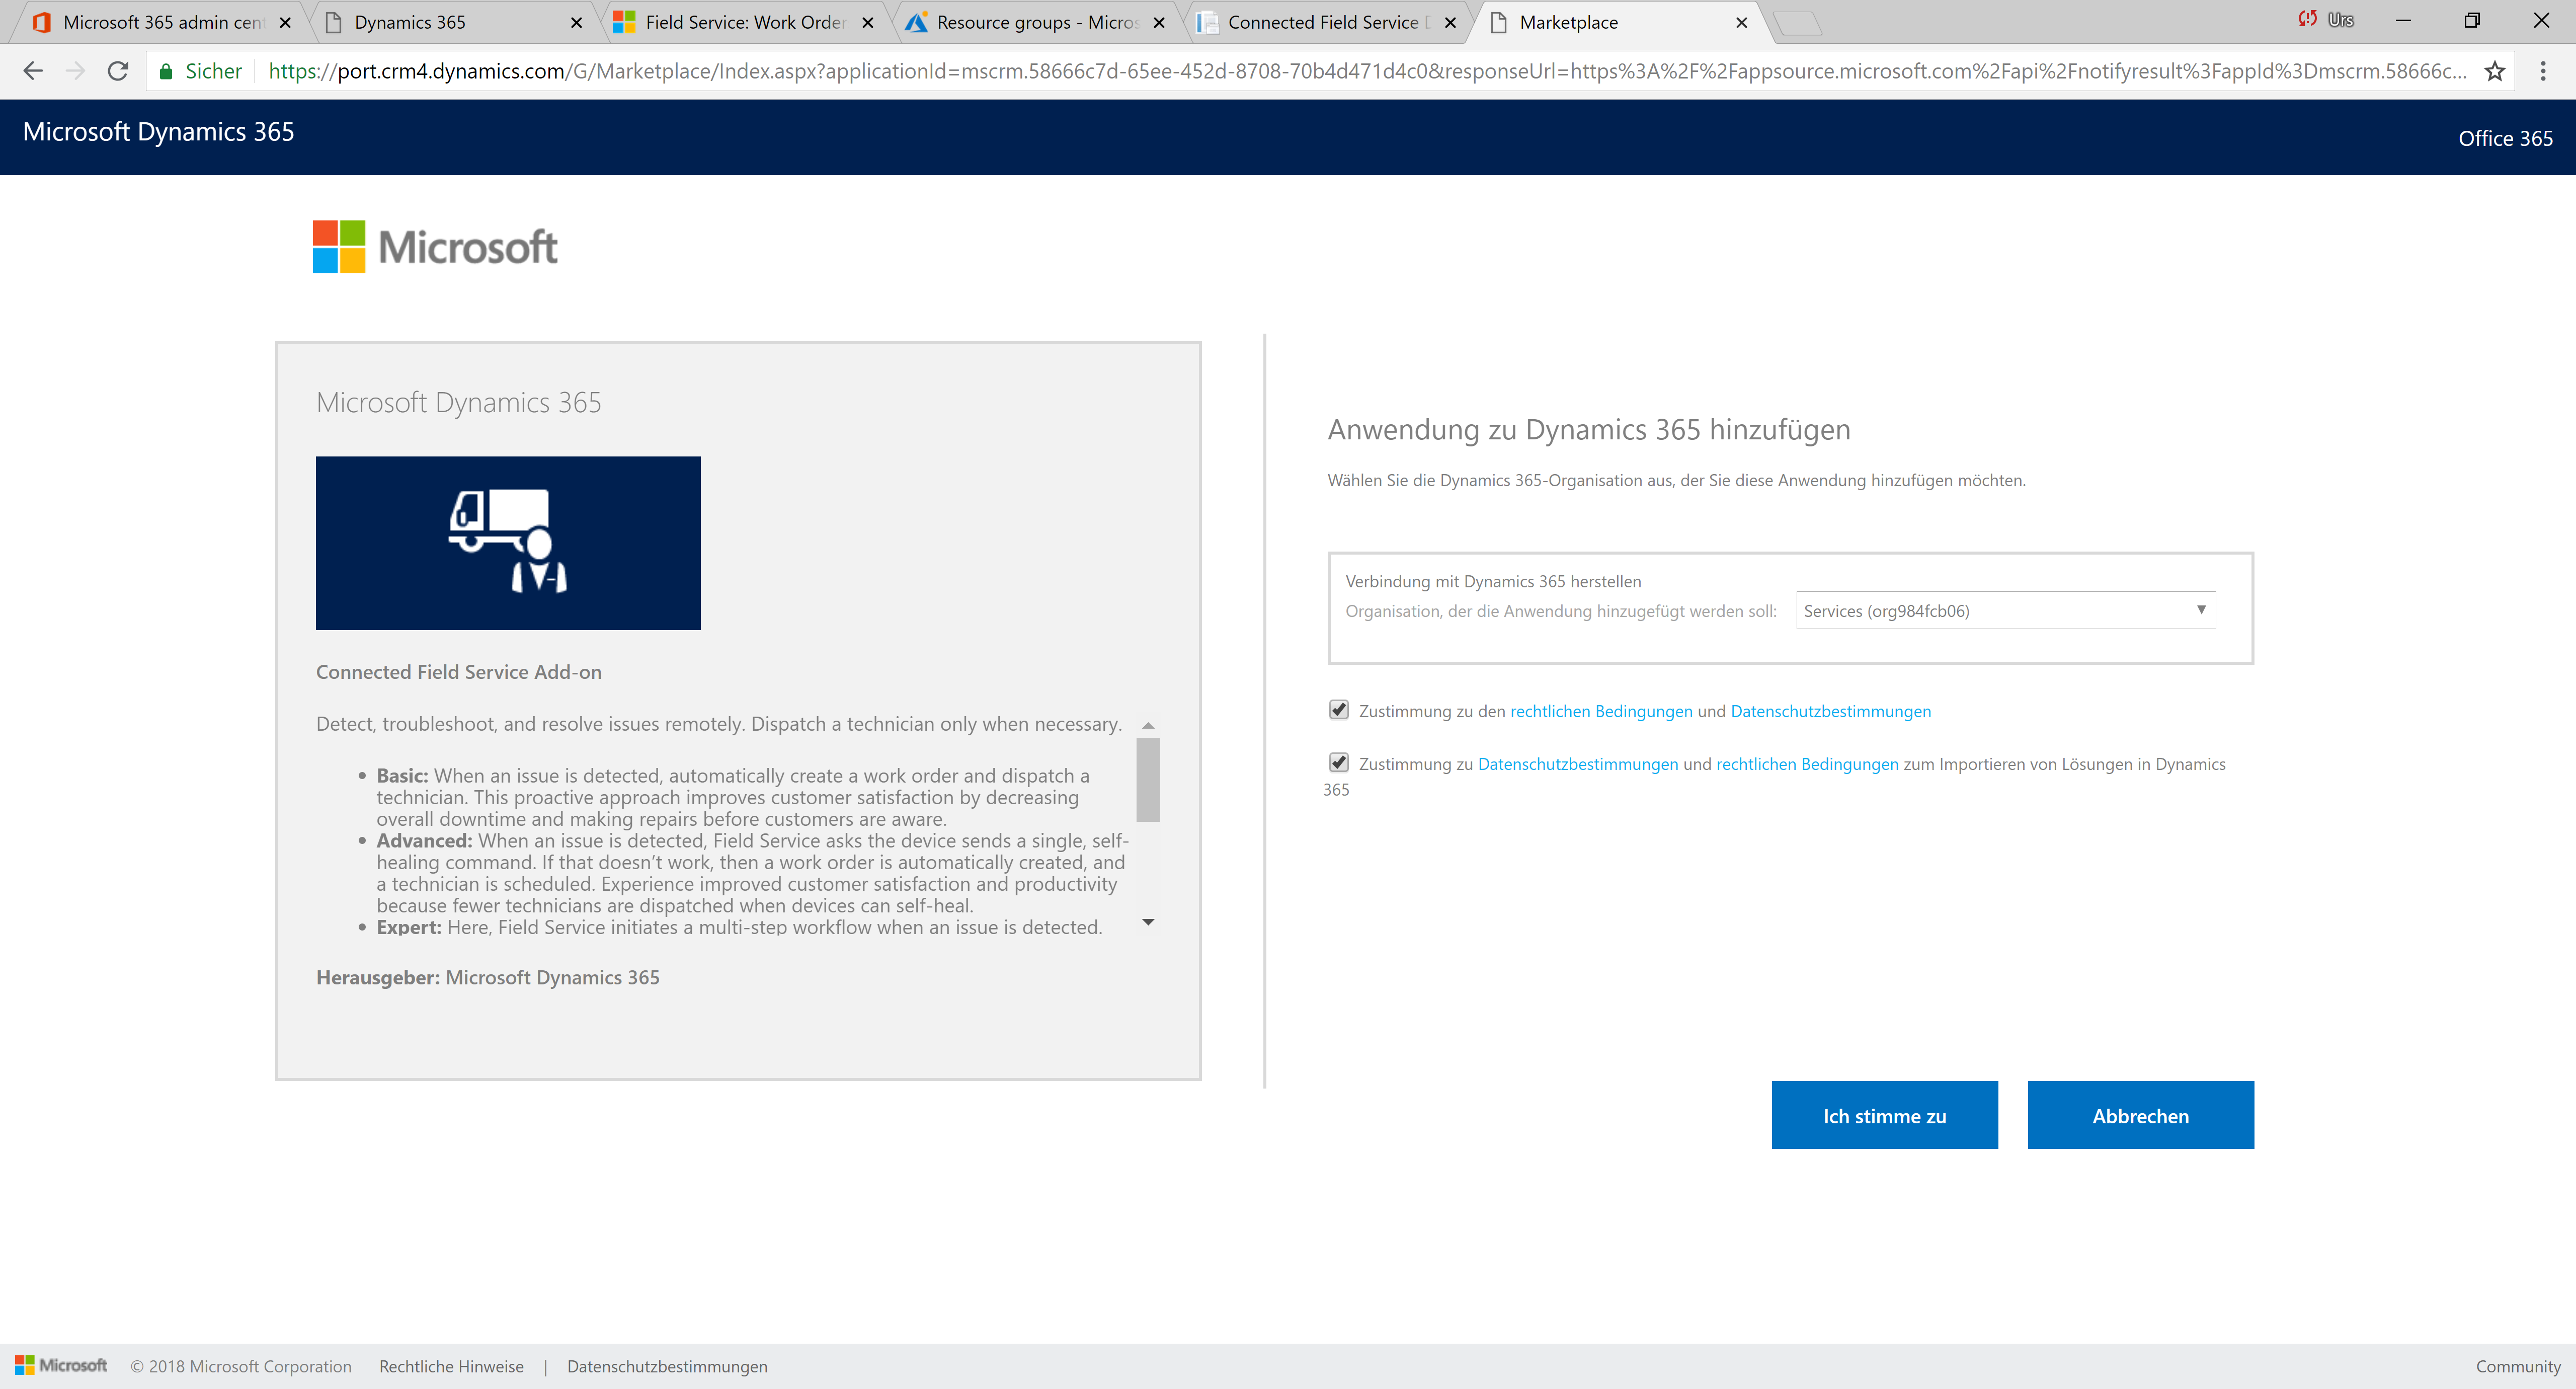 Microsoft 365 admin cent
Dynamics 365
Field Service: Work Order
Resource groups - Micros
Connected Field Service D
Marketplace
Urs
Sicher
https://port.crm4.dynamics.com/G/Marketplace/Index.aspx?applicationId=mscrm.58666c7d-65ee-452d-8708-70b4d471d4c0&responseUrl=https%3A%2F%2Fappsource.microsoft.com%2Fapi%2Fnotifyresult%3FappId%3Dmscrm.58666c...
Microsoft Dynamics 365
Office 365
Microsoft
Microsoft Dynamics 365
Connected Field Service Add-on
Detect, troubleshoot, and resolve issues remotely. Dispatch a technician only when necessary.
• Basic: When an issue is detected, automatically create a work order and dispatch a
technician. This proactive approach improves customer satisfaction by decreasing
overall downtime and making repairs before customers are aware.
• Advanced: When an issue is detected, Field Service asks the device sends a single, self-
healing command. If that doesn't work, then a work order is automatically created, and
a technician is scheduled. Experience improved customer satisfaction and productivity
because fewer technicians are dispatched when devices can self-heal.
• Expert: Here, Field Service initiates a multi-step workflow when an issue is detected.
Herausgeber: Microsoft Dynamics 365
Anwendung zu Dynamics 365 hinzufügen
Wählen Sie die Dynamics 365-Organisation aus, der Sie diese Anwendung hinzufügen möchten.
Verbindung mit Dynamics 365 herstellen
Organisation, der die Anwendung hinzugefügt werden soll: Services (org984fcb06)
Zustimmung zu den rechtlichen Bedingungen und Datenschutzbestimmungen
Zustimmung zu Datenschutzbestimmungen und rechtlichen Bedingungen zum Importieren von Lösungen in Dynamics
365
Ich stimme zu
Abbrechen
Microsoft © 2018 Microsoft Corporation Rechtliche Hinweise | Datenschutzbestimmungen
Community